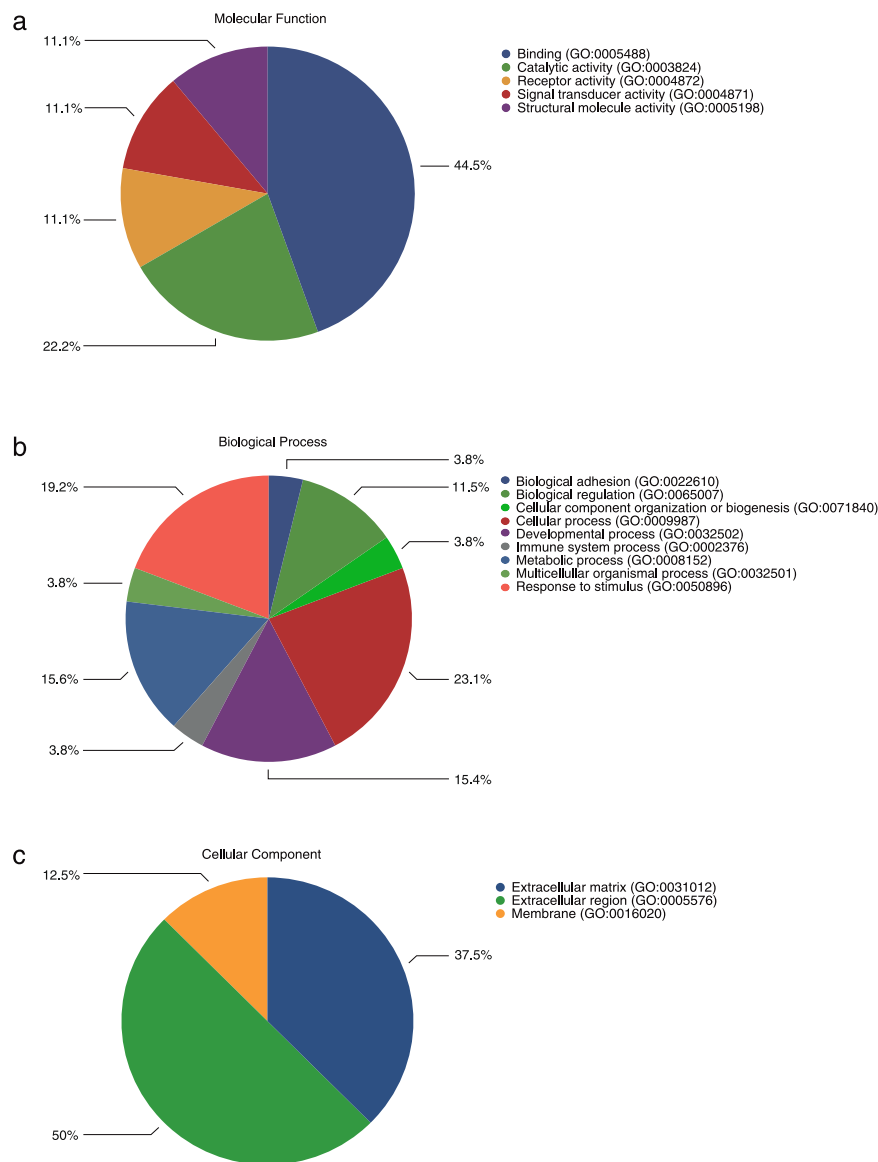 a
Molecular Function
11.1%
11.1%
11.1%
22.2%
44.5%
Binding (GO:0005488)
Catalytic activity (GO:0003824)
Receptor activity (GO:0004872)
Signal transducer activity (GO:0004871)
Structural molecule activity (GO:0005198)
b
Biological Process
3.8%
11.5%
3.8%
23.1%
15.4%
3.8%
15.6%
3.8%
19.2%
Biological adhesion (GO:0022610)
Biological regulation (GO:0065007)
Cellular component organization or biogenesis (GO:0071840)
Cellular process (GO:0009987)
Developmental process (GO:0032502)
Immune system process (GO:0002376)
Metabolic process (GO:0008152)
Multicellular organismal process (GO:0032501)
Response to stimulus (GO:0050896)
c
Cellular Component
12.5%
37.5%
50%
Extracellular matrix (GO:0031012)
Extracellular region (GO:0005576)
Membrane (GO:0016020)